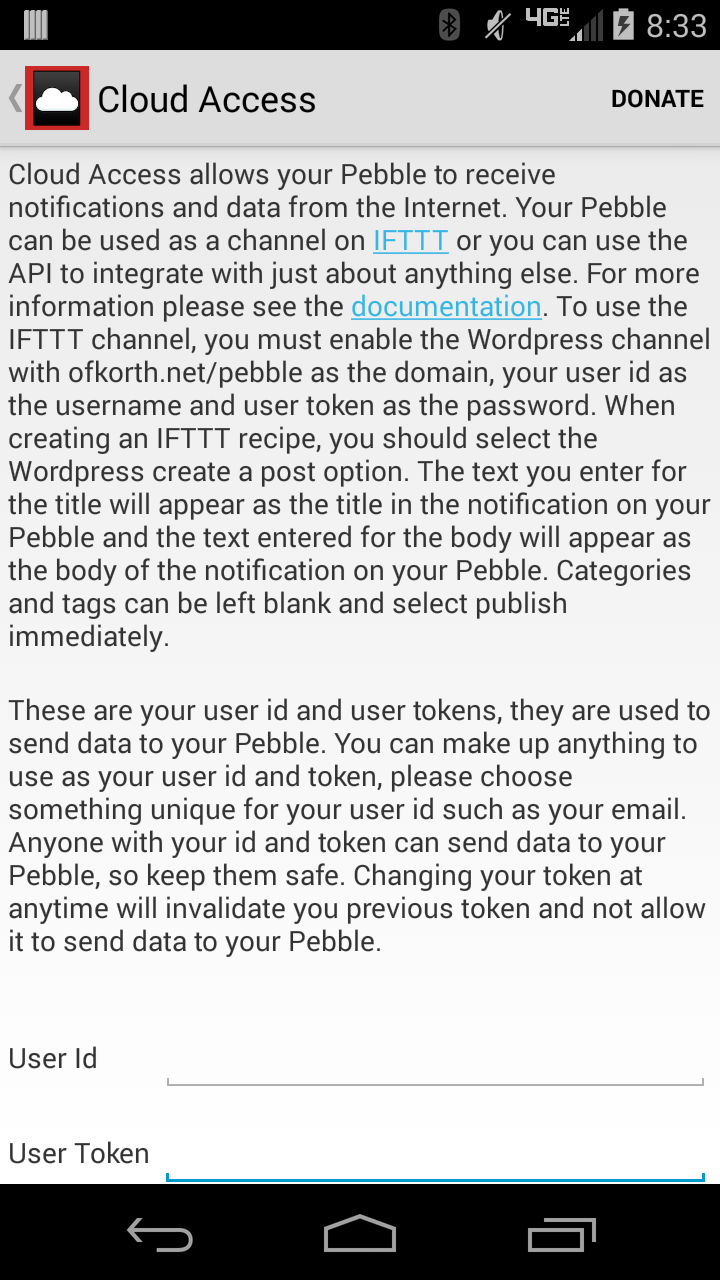 4G LTE 8:33
Cloud Access DONATE
Cloud Access allows your Pebble to receive
notifications and data from the Internet. Your Pebble
can be used as a channel on IFTTT or you can use the
API to integrate with just about anything else. For more
information please see the documentation. To use the
IFTTT channel, you must enable the Wordpress channel
with ofkorth.net/pebble as the domain, your user id as
the username and user token as the password. When
creating an IFTTT recipe, you should select the
Wordpress create a post option. The text you enter for
the title will appear as the title in the notification on your
Pebble and the text entered for the body will appear as
the body of the notification on your Pebble. Categories
and tags can be left blank and select publish
immediately.
These are your user id and user tokens, they are used to
send data to your Pebble. You can make up anything to
use as your user id and token, please choose
something unique for your user id such as your email.
Anyone with your id and token can send data to your
Pebble, so keep them safe. Changing your token at
anytime will invalidate you previous token and not allow
it to send data to your Pebble.
User Id
User Token